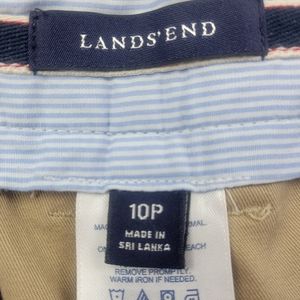 LANDS' END
10P
MADE IN
SRI LANKA
REMOVE PROMPTLY.
WARM IRON IF NEEDED.